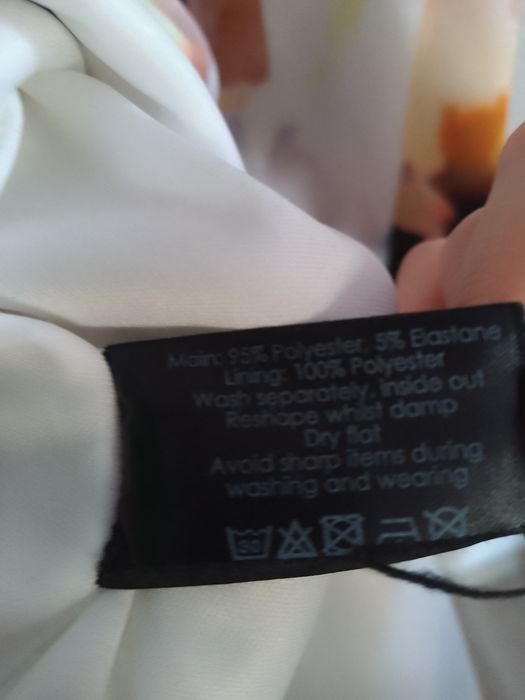 Main: 95% Polyester, 5% Elastane
Lining: 100% Polyester
Wash separately, inside out
Reshape whilst damp
Dry flat
Avoid sharp items during
washing and wearing
30